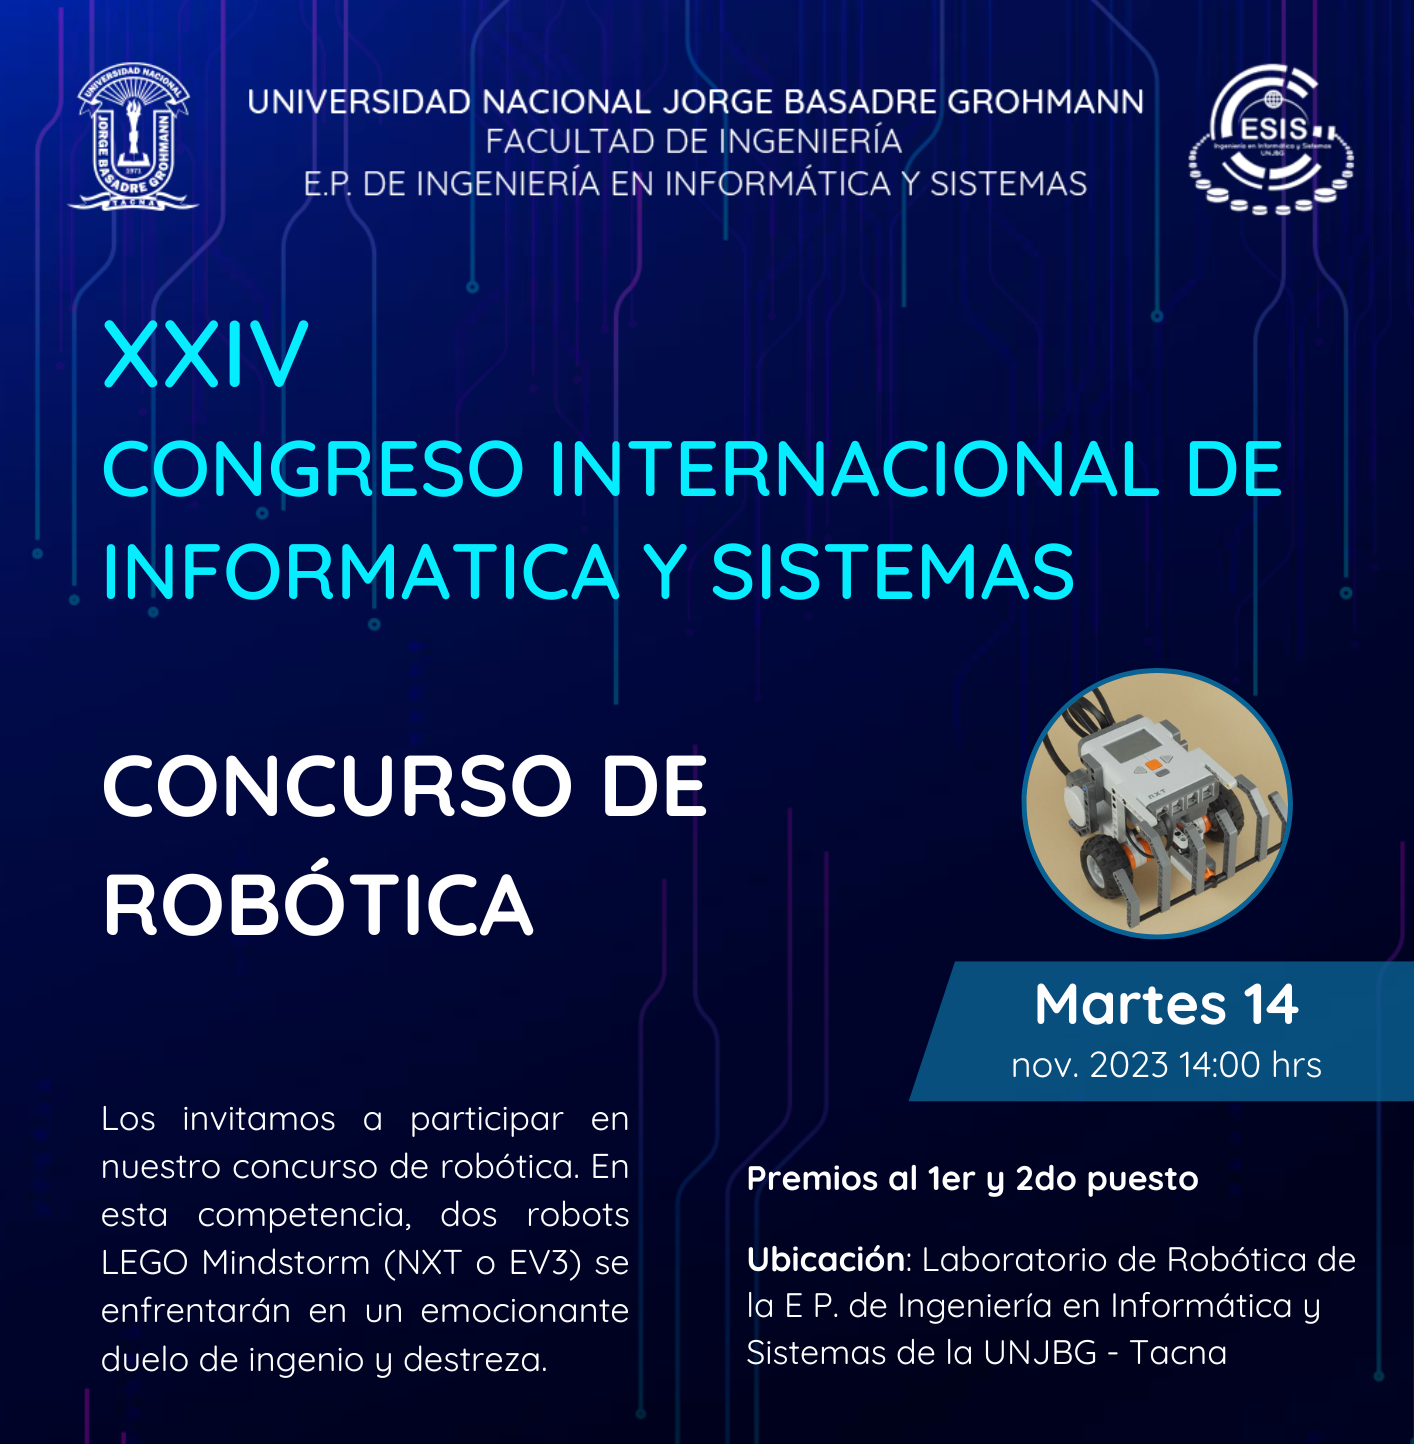 UNIVERSIDAD NACIONAL
JORGE BASADRE GROHMANN
1971
TACNA
UNIVERSIDAD NACIONAL JORGE BASADRE GROHMANN
FACULTAD DE INGENIERÍA
E.P. DE INGENIERÍA EN INFORMÁTICA Y SISTEMAS
ESIS
Ingeniería en Informática y Sistemas
UNJBG
XXIV
CONGRESO INTERNACIONAL DE
INFORMATICA Y SISTEMAS
CONCURSO DE
ROBÓTICA
NXT
Martes 14
nov. 2023 14:00 hrs
Los invitamos a participar en
nuestro concurso de robótica. En
esta competencia, dos robots
LEGO Mindstorm (NXT o EV3) se
enfrentarán en un emocionante
duelo de ingenio y destreza.
Premios al 1er y 2do puesto
Ubicación: Laboratorio de Robótica de
la E P. de Ingeniería en Informática y
Sistemas de la UNJBG - Tacna